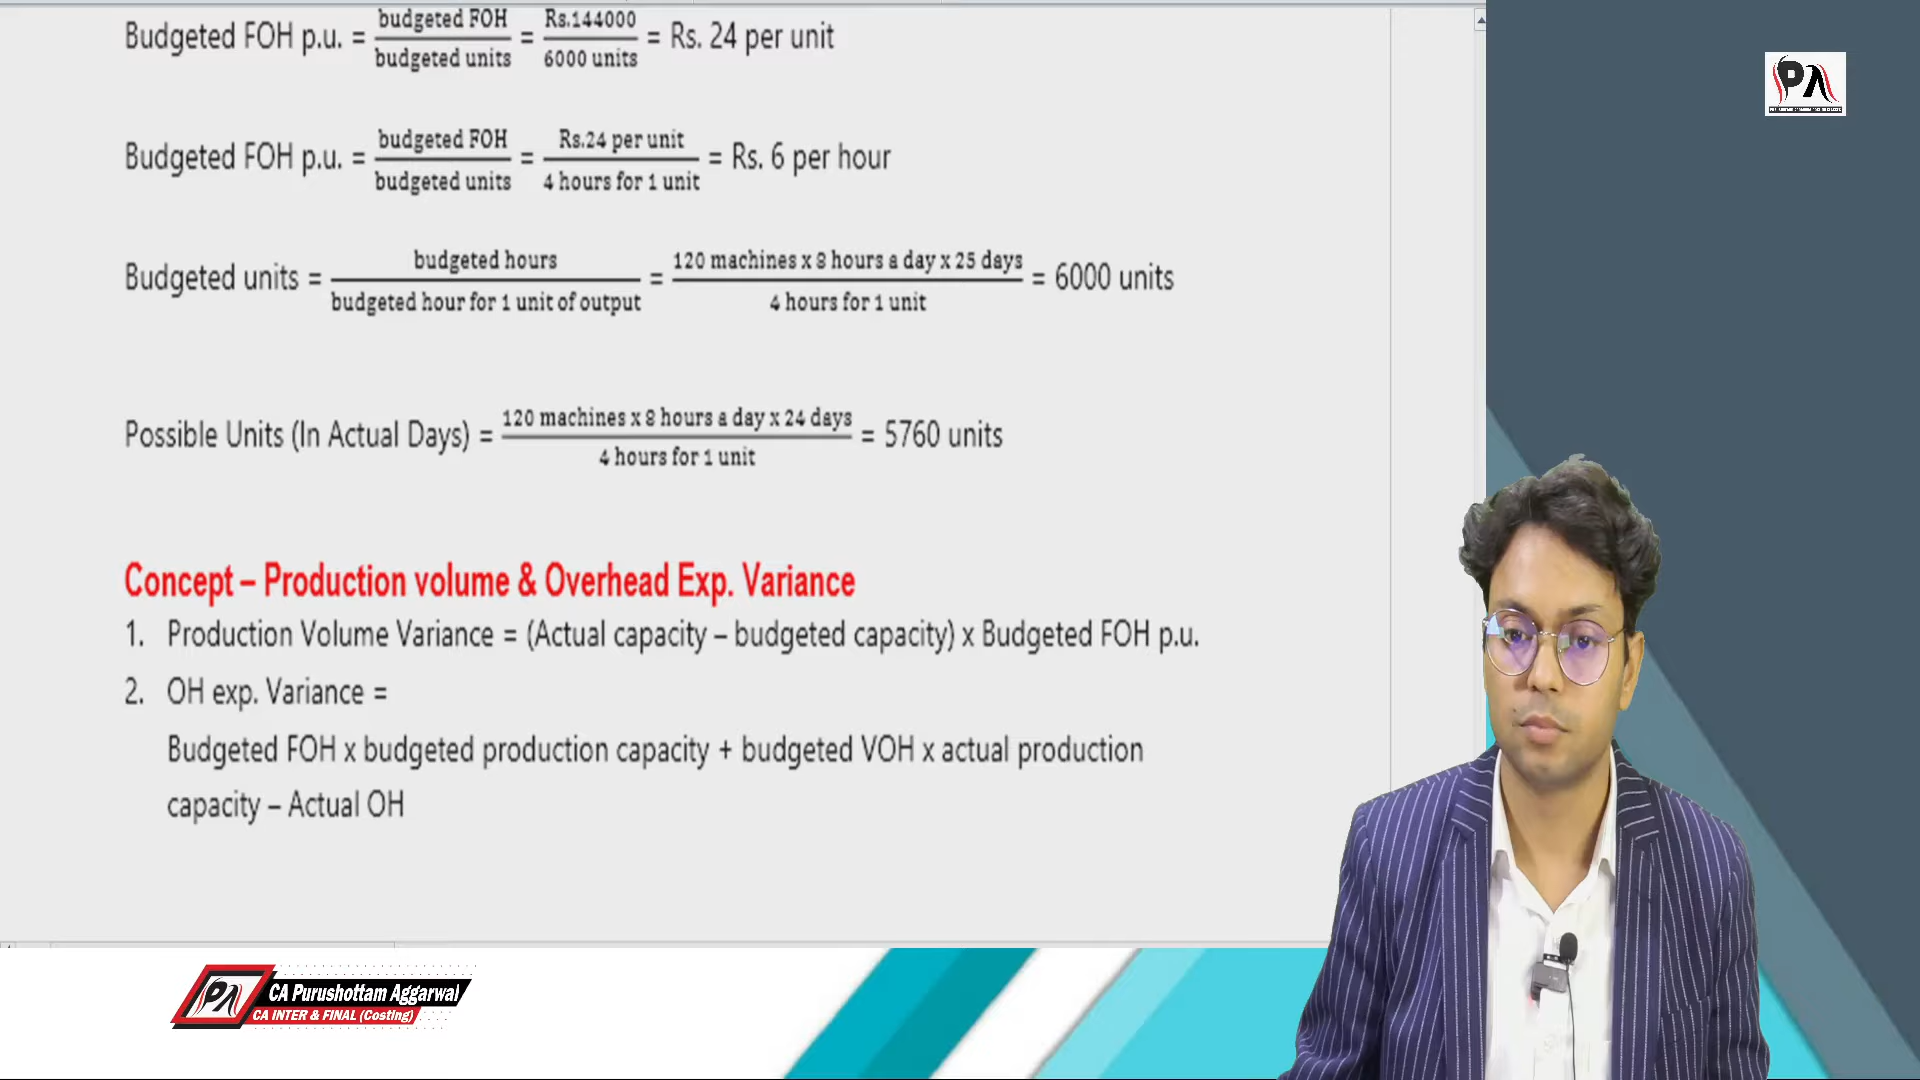 Budgeted FOH p.u. = budgeted FOH / budgeted units = Rs.144000 / 6000 units = Rs. 24 per unit
Budgeted FOH p.u. = budgeted FOH / budgeted units = Rs.24 per unit / 4 hours for 1 unit = Rs. 6 per hour
Budgeted units = budgeted hours / budgeted hour for 1 unit of output = 120 machines x 8 hours a day x 25 days / 4 hours for 1 unit = 6000 units
Possible Units (In Actual Days) = 120 machines x 8 hours a day x 24 days / 4 hours for 1 unit = 5760 units
Concept – Production volume & Overhead Exp. Variance
1. Production Volume Variance = (Actual capacity – budgeted capacity) x Budgeted FOH p.u.
2. OH exp. Variance =
Budgeted FOH x budgeted production capacity + budgeted VOH x actual production
capacity – Actual OH
PA
PA
CA Purushottam Aggarwal
CA INTER & FINAL (Costing)